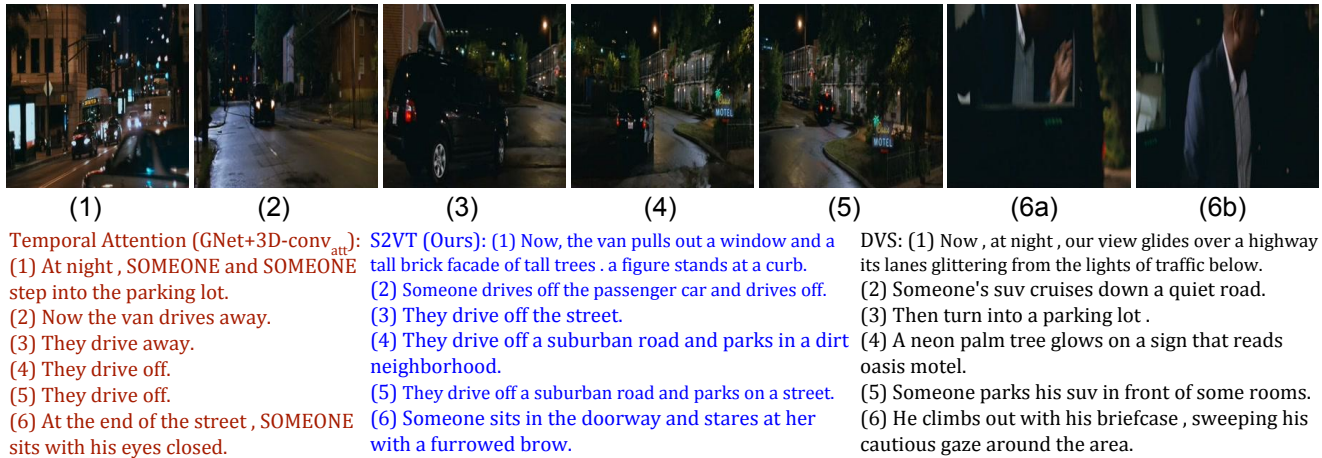 MOTEL
MOTEL
(1)
(2)
(3)
(4)
(5)
(6a)
(6b)
Temporal Attention (GNet+3D-conv_att):
(1) At night , SOMEONE and SOMEONE
step into the parking lot.
(2) Now the van drives away.
(3) They drive away.
(4) They drive off.
(5) They drive off.
(6) At the end of the street , SOMEONE
sits with his eyes closed.
S2VT (Ours): (1) Now, the van pulls out a window and a
tall brick facade of tall trees . a figure stands at a curb.
(2) Someone drives off the passenger car and drives off.
(3) They drive off the street.
(4) They drive off a suburban road and parks in a dirt
neighborhood.
(5) They drive off a suburban road and parks on a street.
(6) Someone sits in the doorway and stares at her
with a furrowed brow.
DVS: (1) Now , at night , our view glides over a highway
its lanes glittering from the lights of traffic below.
(2) Someone's suv cruises down a quiet road.
(3) Then turn into a parking lot .
(4) A neon palm tree glows on a sign that reads
oasis motel.
(5) Someone parks his suv in front of some rooms.
(6) He climbs out with his briefcase , sweeping his
cautious gaze around the area.